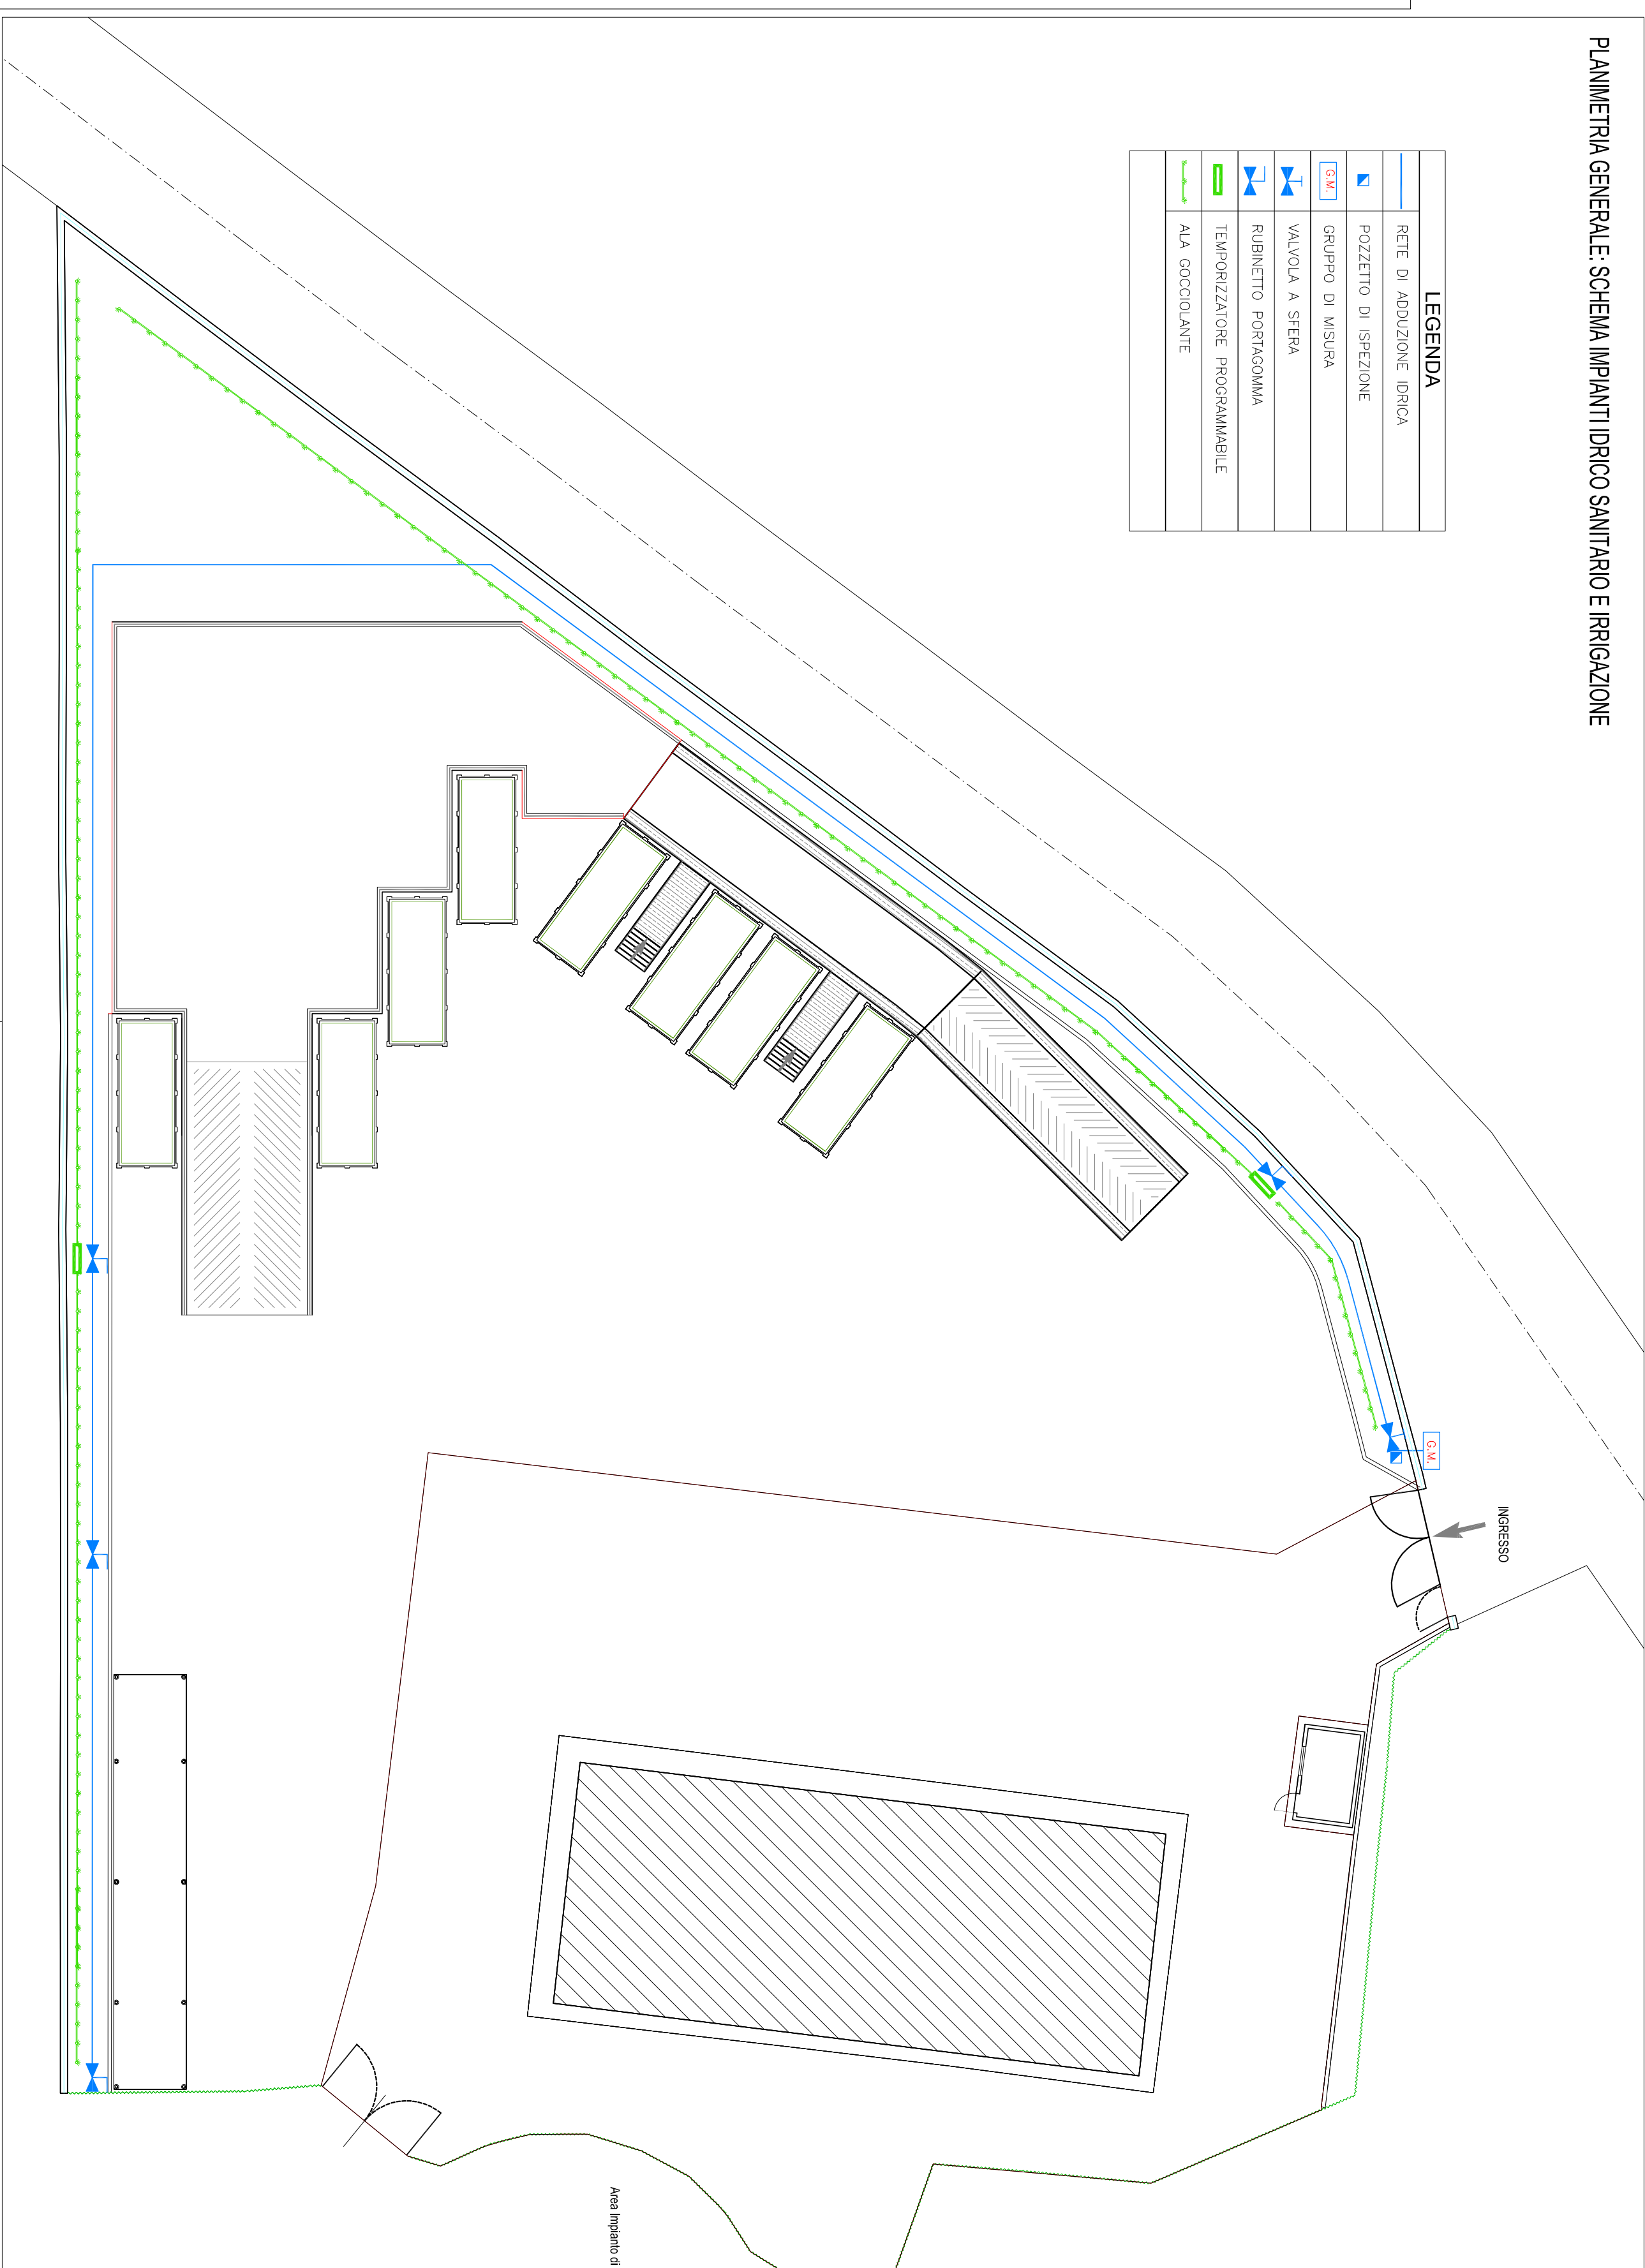 PLANIMETRIA GENERALE: SCHEMA IMPIANTI IDRICO SANITARIO E IRRIGAZIONE
LEGENDA
RETE DI ADDUZIONE IDRICA
POZZETTO DI ISPEZIONE
G.M.
GRUPPO DI MISURA
VALVOLA A SFERA
RUBINETTO PORTAGOMMA
TEMPORIZZATORE PROGRAMMABILE
ALA GOCCIOLANTE
G.M.
INGRESSO
Area Impianto di